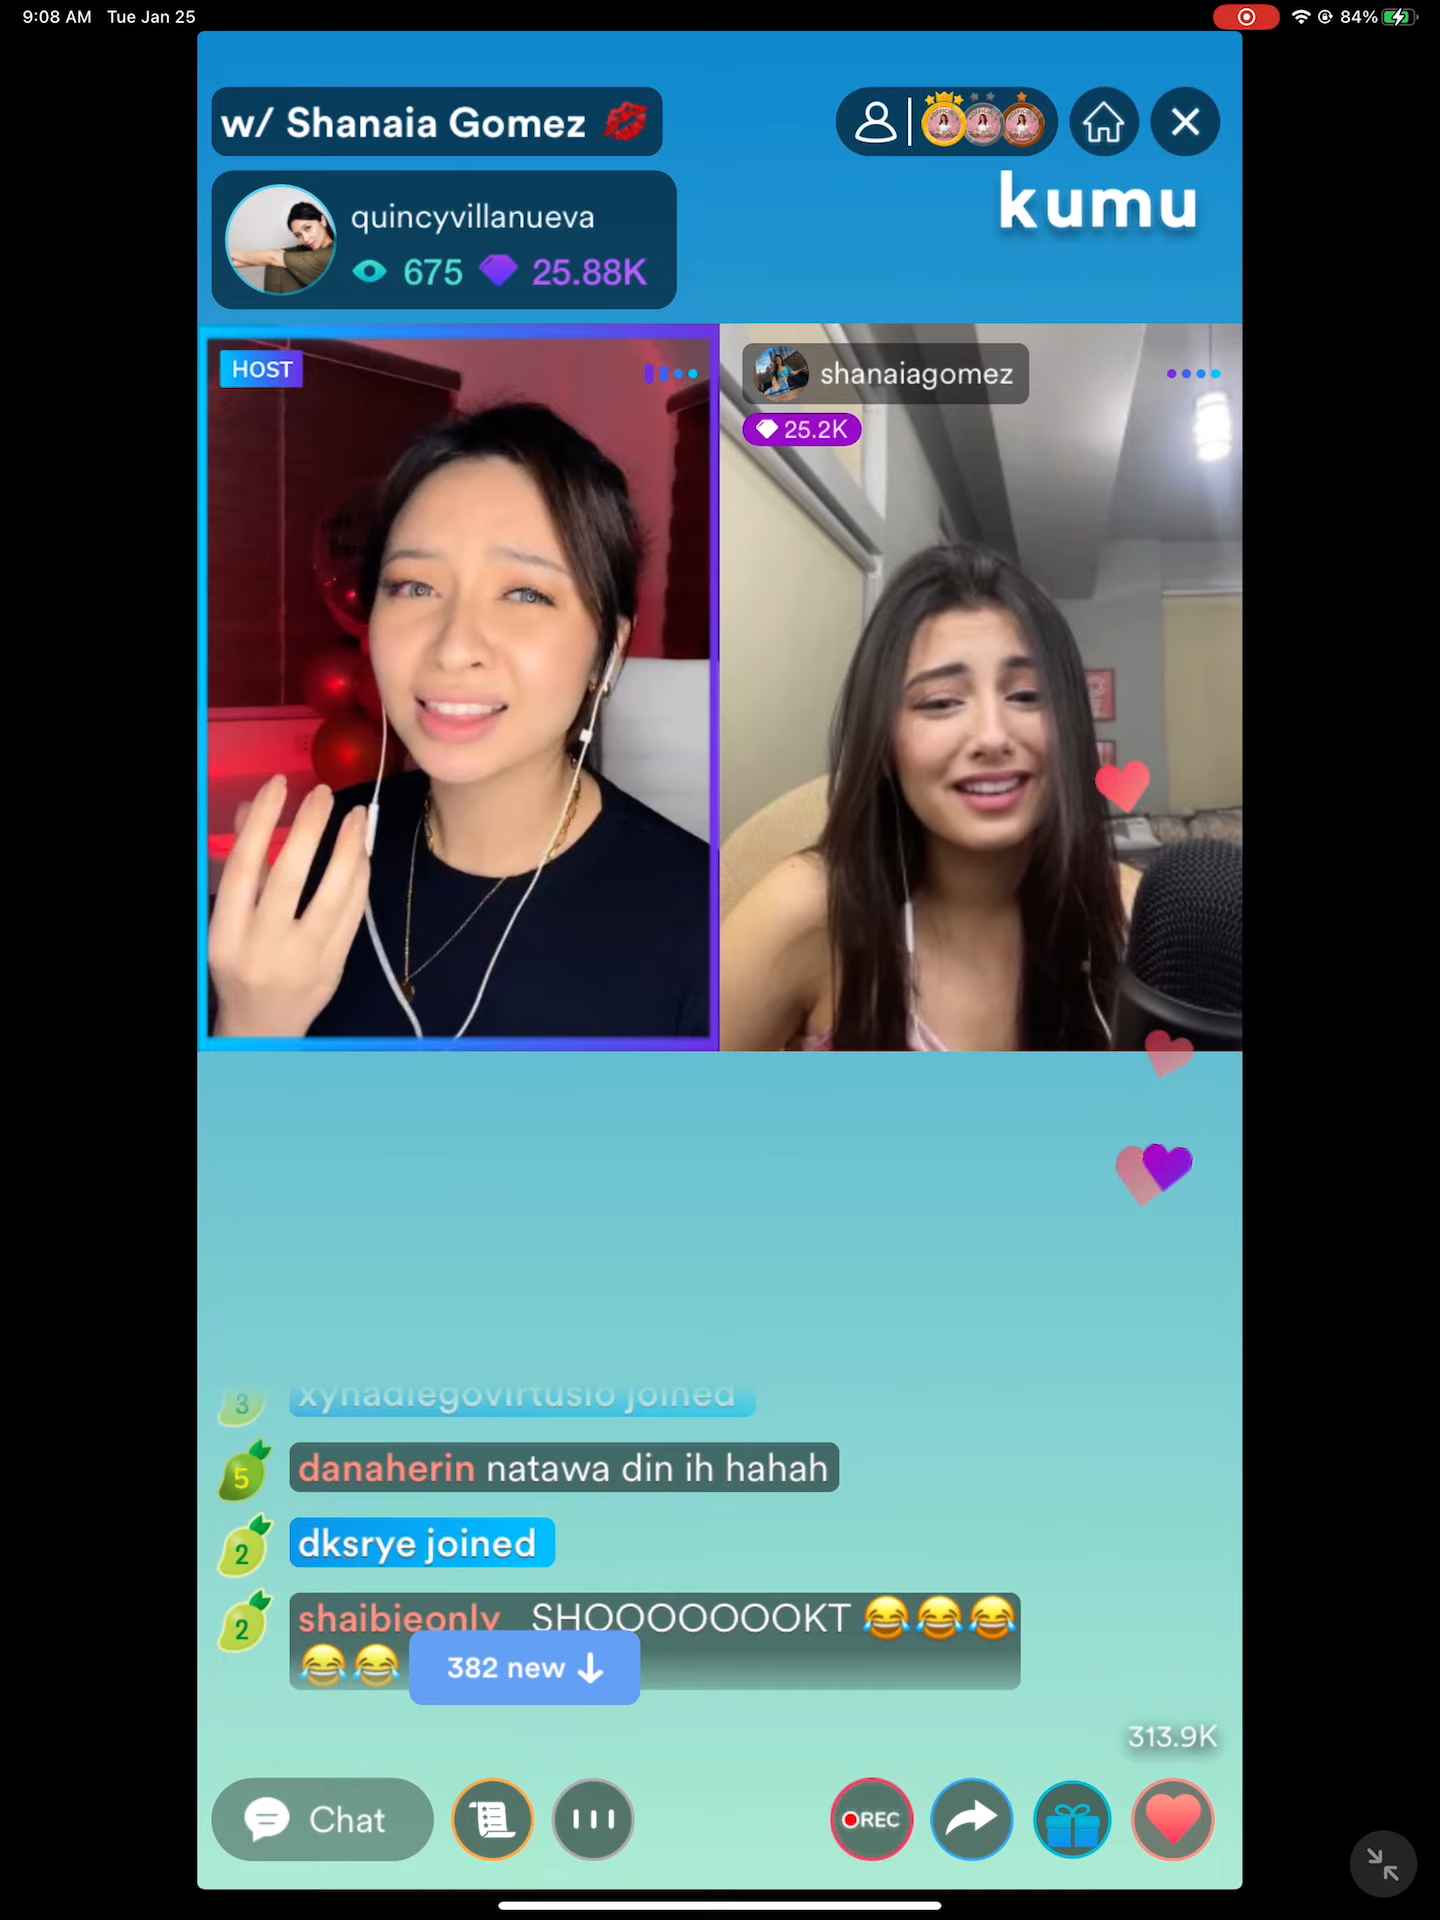 9:08 AM Tue Jan 25
84%
w/ Shanaia Gomez 💋
kumu
quincyvillanueva
675 25.88K
HOST
shanaiagomez
25.2K
3 xynadiegovirtusio joined
5 danaherin natawa din ih hahah
2 dksrye joined
2 shaibieonly SHOOOOOOOKT 😂😂😂
😂😂
382 new ↓
313.9K
Chat
REC